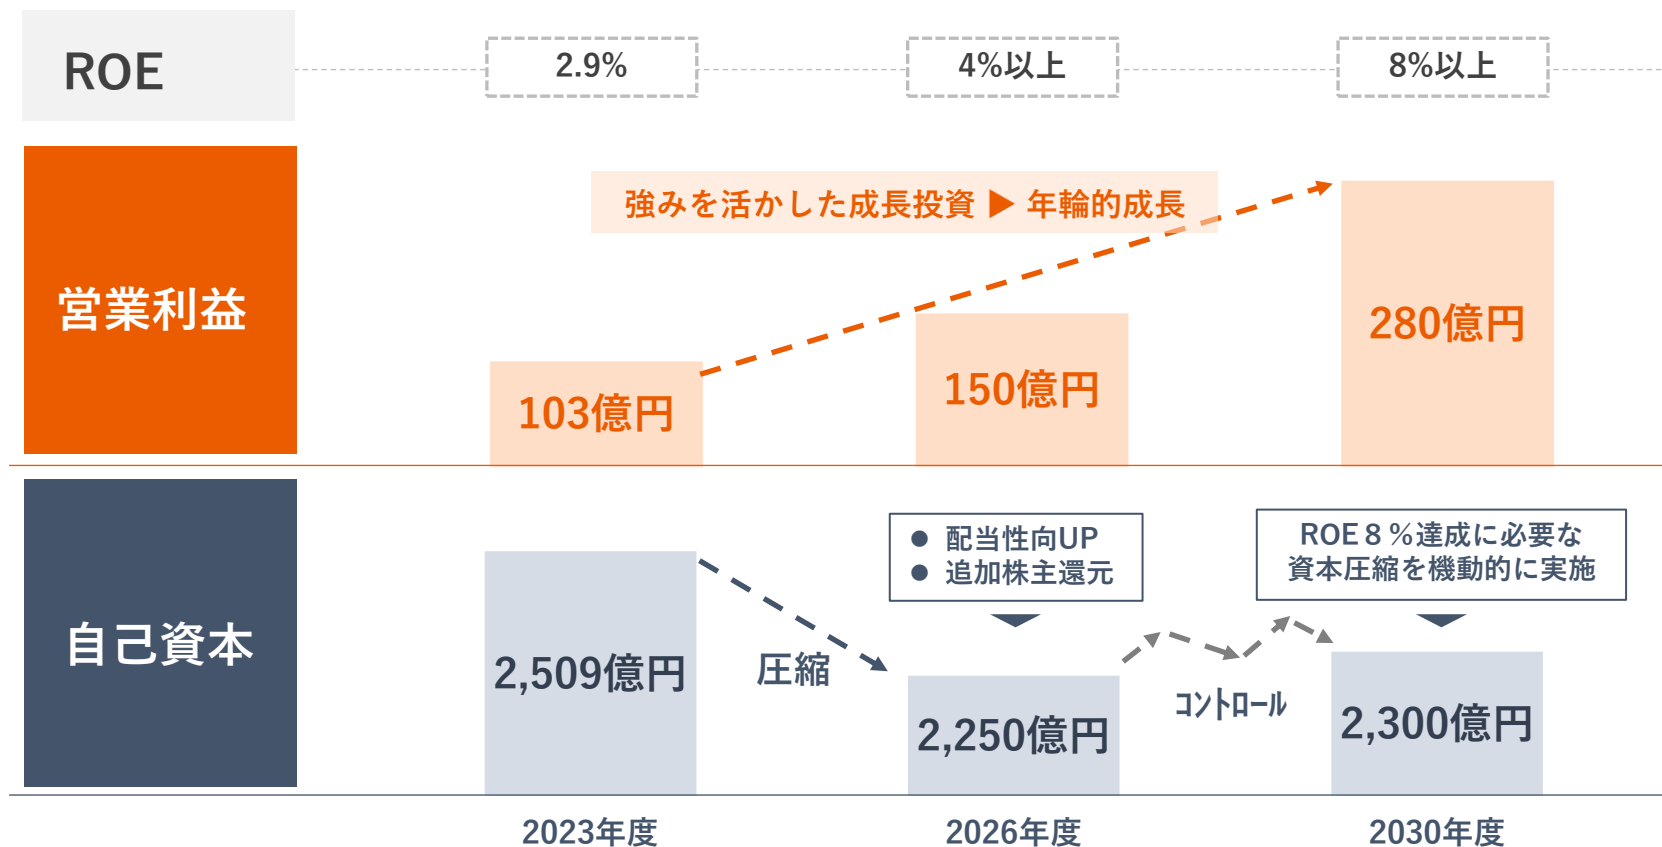 ROE
2.9%
4%以上
8%以上
強みを活かした成長投資 ▶ 年輪的成長
営業利益
103億円
150億円
280億円
自己資本
2,509億円
圧縮
● 配当性向UP
● 追加株主還元
2,250億円
コントロール
ROE８％達成に必要な
資本圧縮を機動的に実施
2,300億円
2023年度
2026年度
2030年度